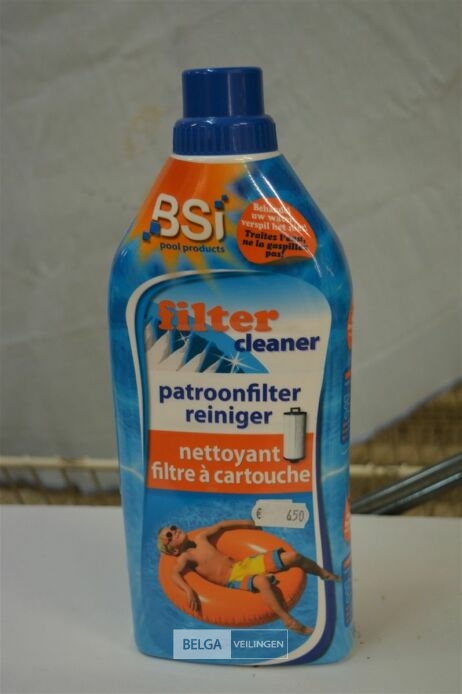 BSi
pool products
Behandel
uw water,
verspil het niet!
Traitez l'eau,
ne la gaspillez
pas!
filter
cleaner
patroonfilter
reiniger
nettoyant
filtre à cartouche
€ 450
BELGA VEILINGEN